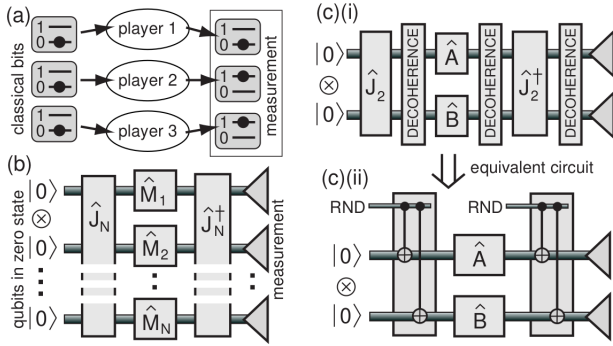 (a)
classical bits
1
0
player 1
1
0
1
0
player 2
1
0
1
0
player 3
1
0
measurement
(b)
qubits in zero state
|0⟩
⊗
|0⟩
|0⟩
Ĵ_N
M̂_1
M̂_2
M̂_N
Ĵ_N^†
measurement
(c)(i)
|0⟩
⊗
|0⟩
Ĵ_2
DECOHERENCE
Â
B̂
DECOHERENCE
Ĵ_2^†
DECOHERENCE
equivalent circuit
(c)(ii)
RND
RND
|0⟩
Â
⊗
|0⟩
B̂